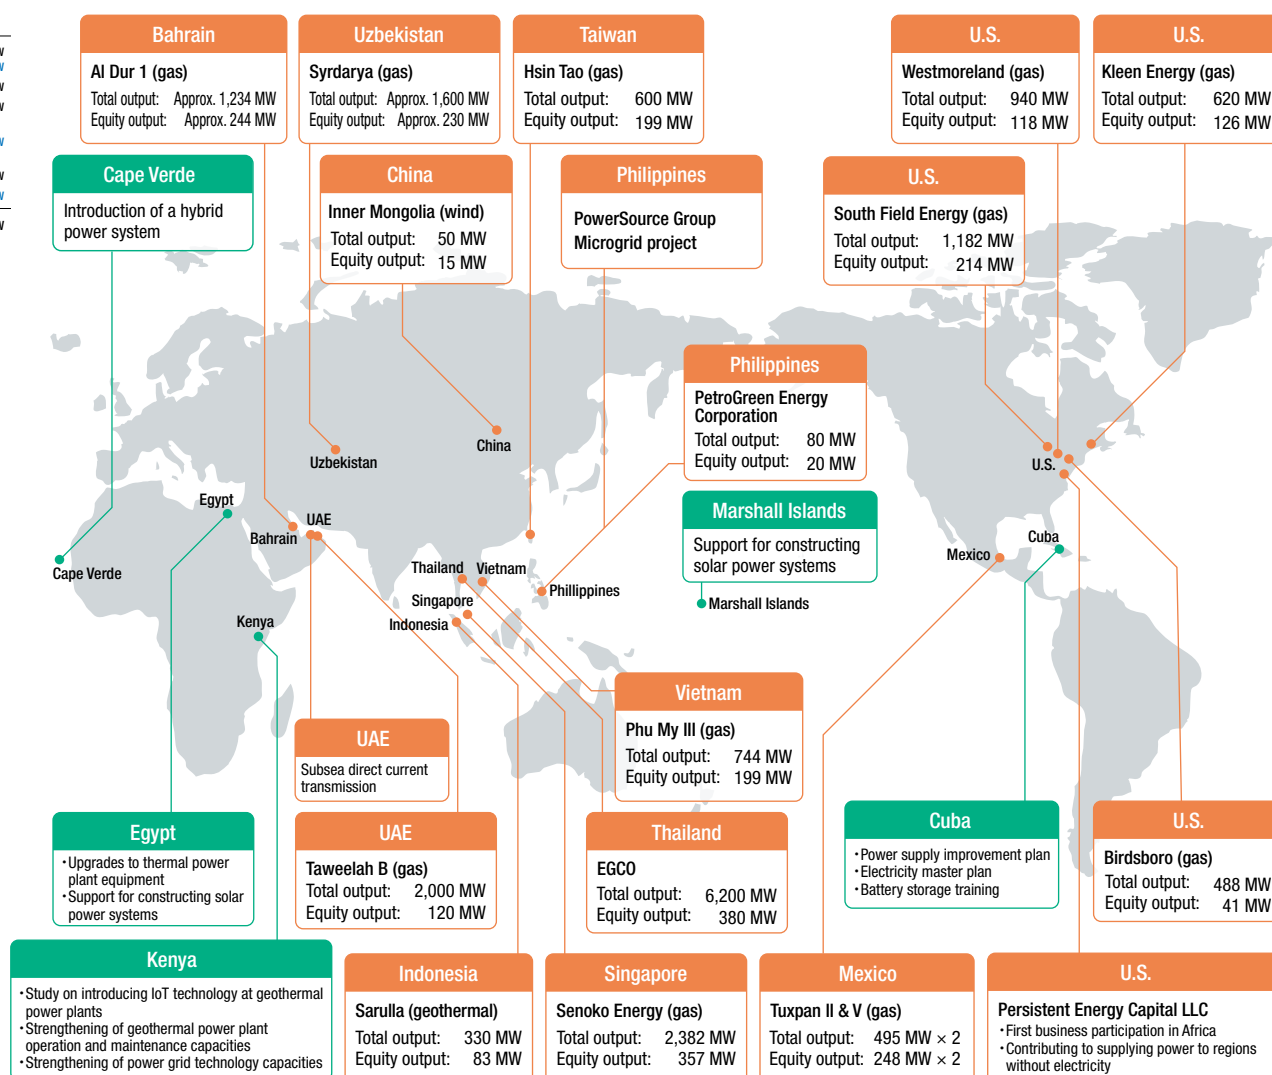 W
W
W
W
W
W
W
W
Bahrain
Al Dur 1 (gas)
Total output: Approx. 1,234 MW
Equity output: Approx. 244 MW
Uzbekistan
Syrdarya (gas)
Total output: Approx. 1,600 MW
Equity output: Approx. 230 MW
Taiwan
Hsin Tao (gas)
Total output: 600 MW
Equity output: 199 MW
U.S.
Westmoreland (gas)
Total output: 940 MW
Equity output: 118 MW
U.S.
Kleen Energy (gas)
Total output: 620 MW
Equity output: 126 MW
Cape Verde
Introduction of a hybrid
power system
China
Inner Mongolia (wind)
Total output: 50 MW
Equity output: 15 MW
Philippines
PowerSource Group
Microgrid project
U.S.
South Field Energy (gas)
Total output: 1,182 MW
Equity output: 214 MW
Philippines
PetroGreen Energy
Corporation
Total output: 80 MW
Equity output: 20 MW
Marshall Islands
Support for constructing
solar power systems
Marshall Islands
Uzbekistan
China
U.S.
Egypt
Bahrain
UAE
Cape Verde
Kenya
Thailand
Vietnam
Singapore
Indonesia
Phillippines
Mexico
Cuba
Vietnam
Phu My III (gas)
Total output: 744 MW
Equity output: 199 MW
UAE
Subsea direct current
transmission
Egypt
・Upgrades to thermal power
plant equipment
・Support for constructing solar
power systems
UAE
Taweelah B (gas)
Total output: 2,000 MW
Equity output: 120 MW
Thailand
EGCO
Total output: 6,200 MW
Equity output: 380 MW
Cuba
・Power supply improvement plan
・Electricity master plan
・Battery storage training
U.S.
Birdsboro (gas)
Total output: 488 MW
Equity output: 41 MW
Kenya
・Study on introducing IoT technology at geothermal
power plants
・Strengthening of geothermal power plant
operation and maintenance capacities
・Strengthening of power grid technology capacities
Indonesia
Sarulla (geothermal)
Total output: 330 MW
Equity output: 83 MW
Singapore
Senoko Energy (gas)
Total output: 2,382 MW
Equity output: 357 MW
Mexico
Tuxpan II & V (gas)
Total output: 495 MW × 2
Equity output: 248 MW × 2
U.S.
Persistent Energy Capital LLC
・First business participation in Africa
・Contributing to supplying power to regions
without electricity